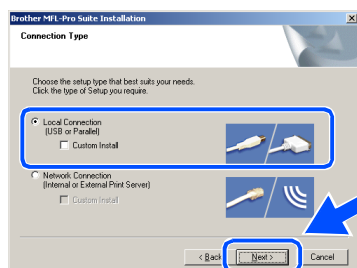 Brother MFL-Pro Suite Installation
Connection Type
Choose the setup type that best suits your needs.
Click the type of Setup you require.
Local Connection
(USB or Parallel)
Custom Install
Network Connection
(Internal or External Print Server)
Custom Install
< Back
Next >
Cancel